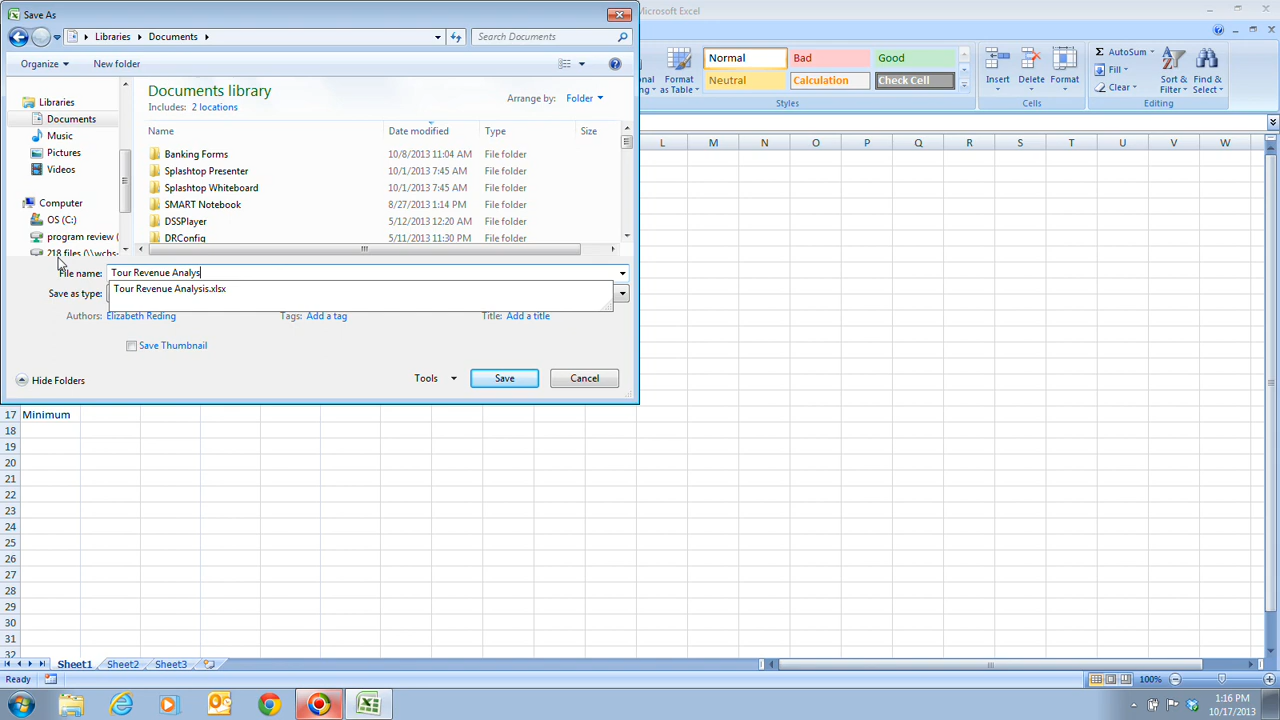 Save As
Microsoft Excel
Libraries Documents
Search Documents
Organize New folder
Libraries
Documents
Music
Pictures
Videos
Computer
OS (C:)
program review (
218 files (\\wchs-
Documents library
Includes: 2 locations
Arrange by: Folder
Name Date modified Type Size
Banking Forms 10/8/2013 11:04 AM File folder
Splashtop Presenter 10/1/2013 7:45 AM File folder
Splashtop Whiteboard 10/1/2013 7:45 AM File folder
SMART Notebook 8/27/2013 1:14 PM File folder
DSSPlayer 5/12/2013 12:20 AM File folder
DRConfig 5/11/2013 11:30 PM File folder
File name: Tour Revenue Analys
Tour Revenue Analysis.xlsx
Save as type:
Authors: Elizabeth Reding Tags: Add a tag Title: Add a title
Save Thumbnail
Hide Folders Tools Save Cancel
Format as Table
Normal Bad Good
Neutral Calculation Check Cell
Styles
Insert Delete Format
Cells
AutoSum
Fill
Clear
Sort & Filter
Find & Select
Editing
L M N O P Q R S T U V W
17 Minimum
18
19
20
21
22
23
24
25
26
27
28
29
30
31
32
Sheet1 Sheet2 Sheet3
Ready
100%
1:16 PM
10/17/2013